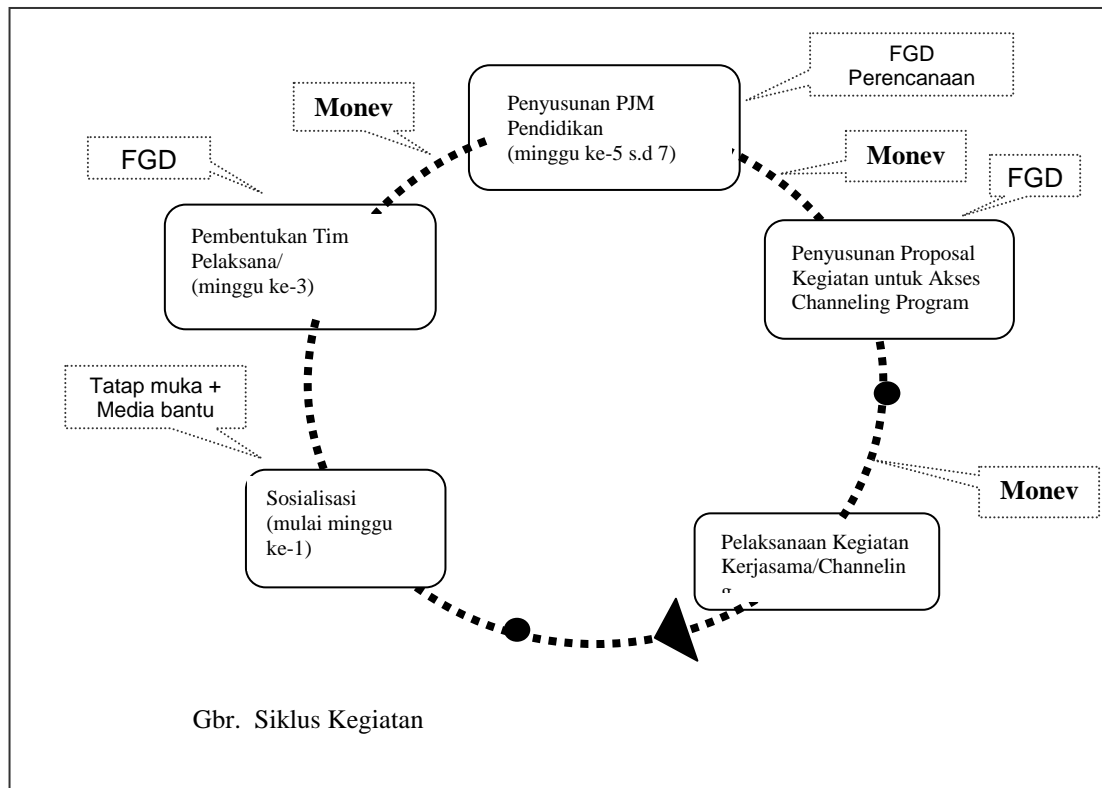 FGD
Perencanaan
Monev
Penyusunan PJM
Pendidikan
(minggu ke-5 s.d 7)
Monev
FGD
FGD
Pembentukan Tim
Pelaksana/
(minggu ke-3)
Penyusunan Proposal
Kegiatan untuk Akses
Channeling Program
Tatap muka +
Media bantu
Sosialisasi
(mulai minggu
ke-1)
Monev
Pelaksanaan Kegiatan
Kerjasama/Channelin
Gbr.  Siklus Kegiatan